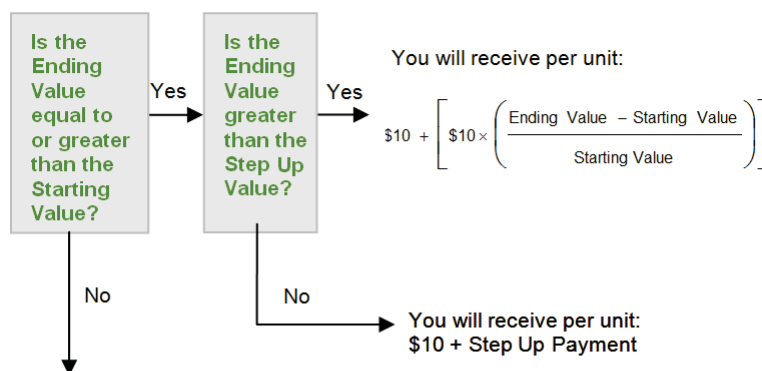 Is the
Ending
Value
equal to
or greater
than the
Starting
Value?
Yes
Is the
Ending
Value
greater
than the
Step Up
Value?
Yes
You will receive per unit:
$10 + [ $10 × ( Ending Value – Starting Value
Starting Value ) ]
No
No
You will receive per unit:
$10 + Step Up Payment